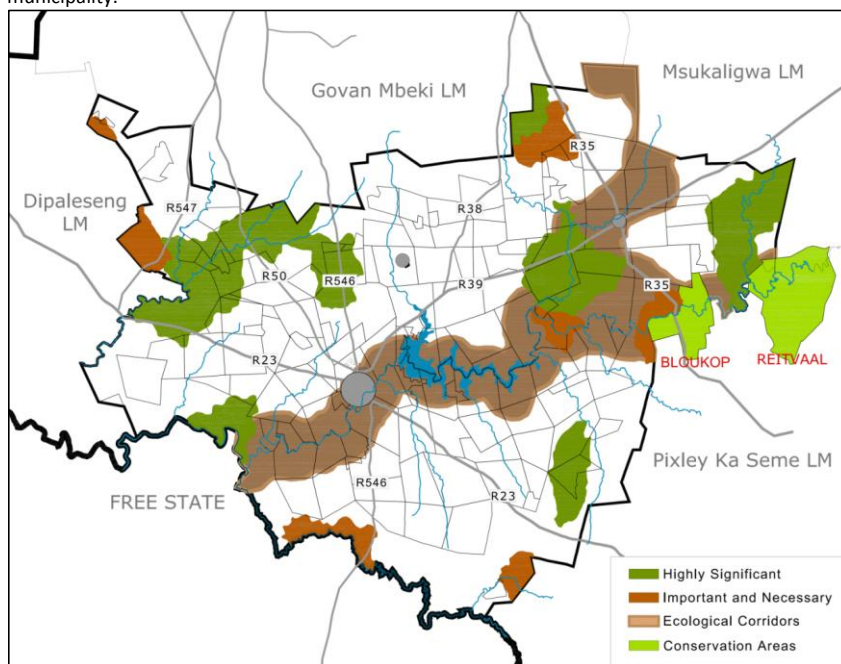 municipality.
Govan Mbeki LM
Msukaligwa LM
R35
Dipaleseng
LM
R547
R38
R50
R546
R39
R35
R23
BLOUKOP
REITVAAL
Pixley Ka Seme LM
FREE STATE
R546
R23
Highly Significant
Important and Necessary
Ecological Corridors
Conservation Areas